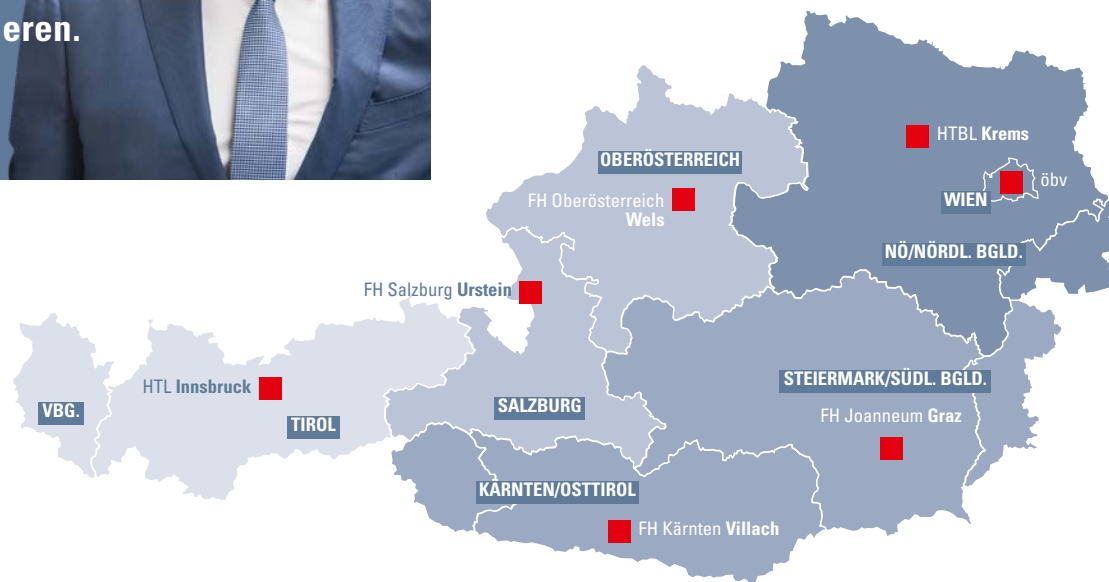 eren.
HTBL Krems
OBERÖSTERREICH
öbv
FH Oberösterreich
Wels
WIEN
NÖ/NÖRDL. BGLD.
FH Salzburg Urstein
HTL Innsbruck
STEIERMARK/SÜDL. BGLD.
VBG.
SALZBURG
FH Joanneum Graz
TIROL
KÄRNTEN/OSTTIROL
FH Kärnten Villach